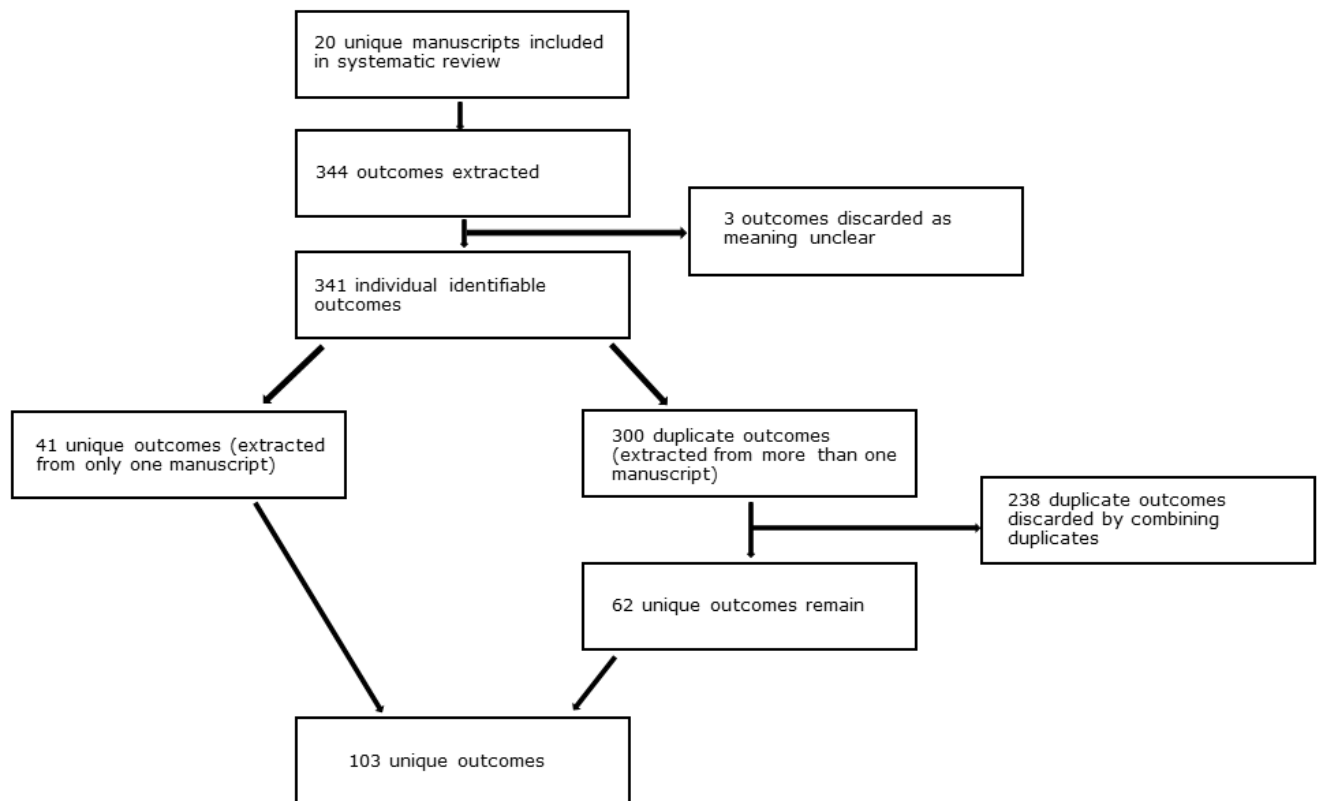 20 unique manuscripts included
in systematic review
344 outcomes extracted
3 outcomes discarded as
meaning unclear
341 individual identifiable
outcomes
41 unique outcomes (extracted
from only one manuscript)
300 duplicate outcomes
(extracted from more than one
manuscript)
238 duplicate outcomes
discarded by combining
duplicates
62 unique outcomes remain
103 unique outcomes